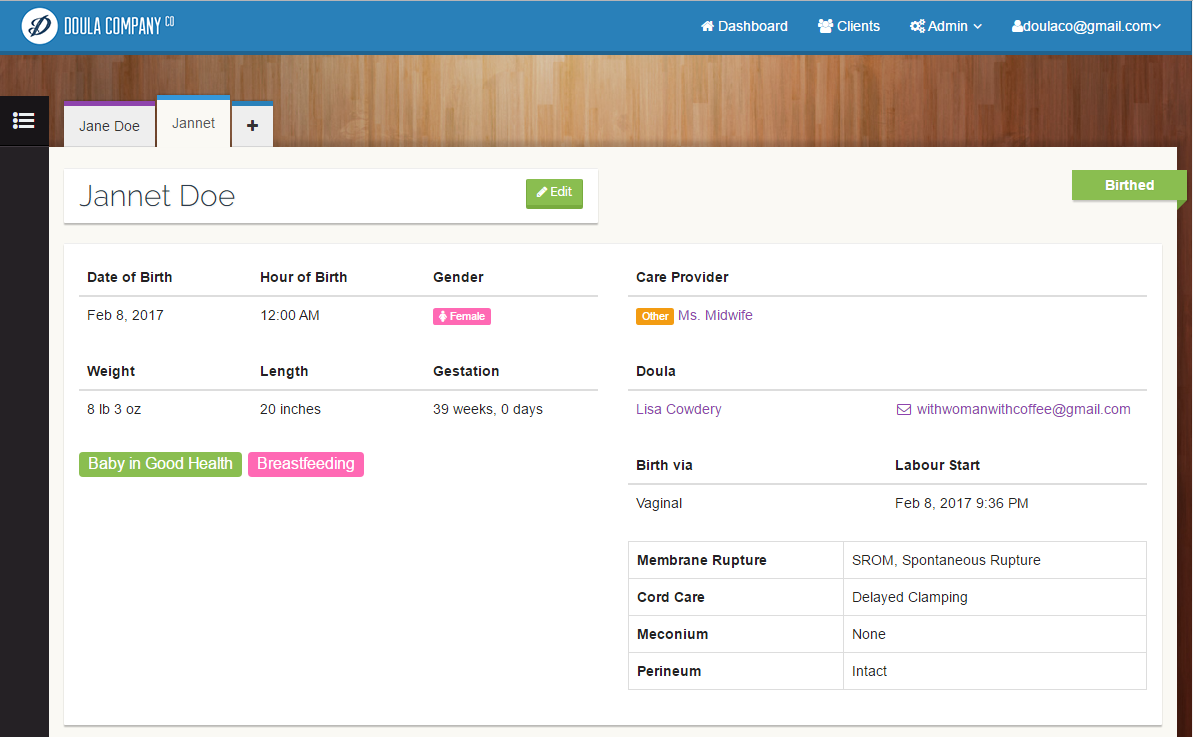 DOULA COMPANY CO
Dashboard Clients Admin doulaco@gmail.com
Jane Doe Jannet +
Jannet Doe Edit
Birthed
Date of Birth Hour of Birth Gender
Feb 8, 2017 12:00 AM Female
Weight Length Gestation
8 lb 3 oz 20 inches 39 weeks, 0 days
Baby in Good Health Breastfeeding
Care Provider
Other Ms. Midwife
Doula
Lisa Cowdery withwomanwithcoffee@gmail.com
Birth via Labour Start
Vaginal Feb 8, 2017 9:36 PM
Membrane Rupture SROM, Spontaneous Rupture
Cord Care Delayed Clamping
Meconium None
Perineum Intact